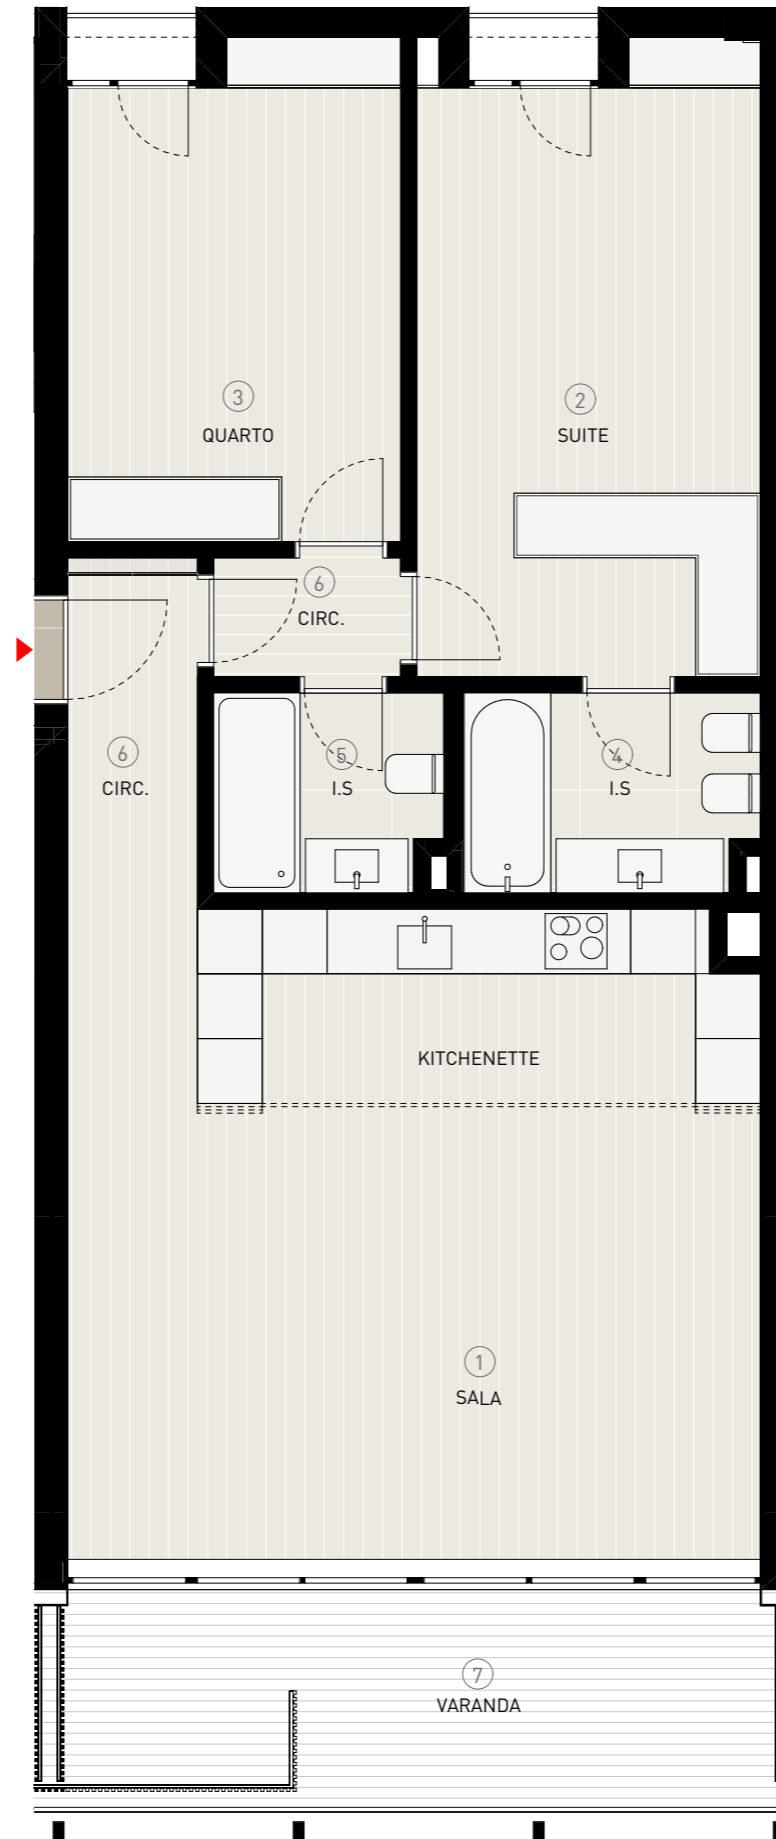 3
QUARTO
2
SUITE
6
CIRC.
6
CIRC.
5
I.S
4
I.S
KITCHENETTE
1
SALA
7
VARANDA